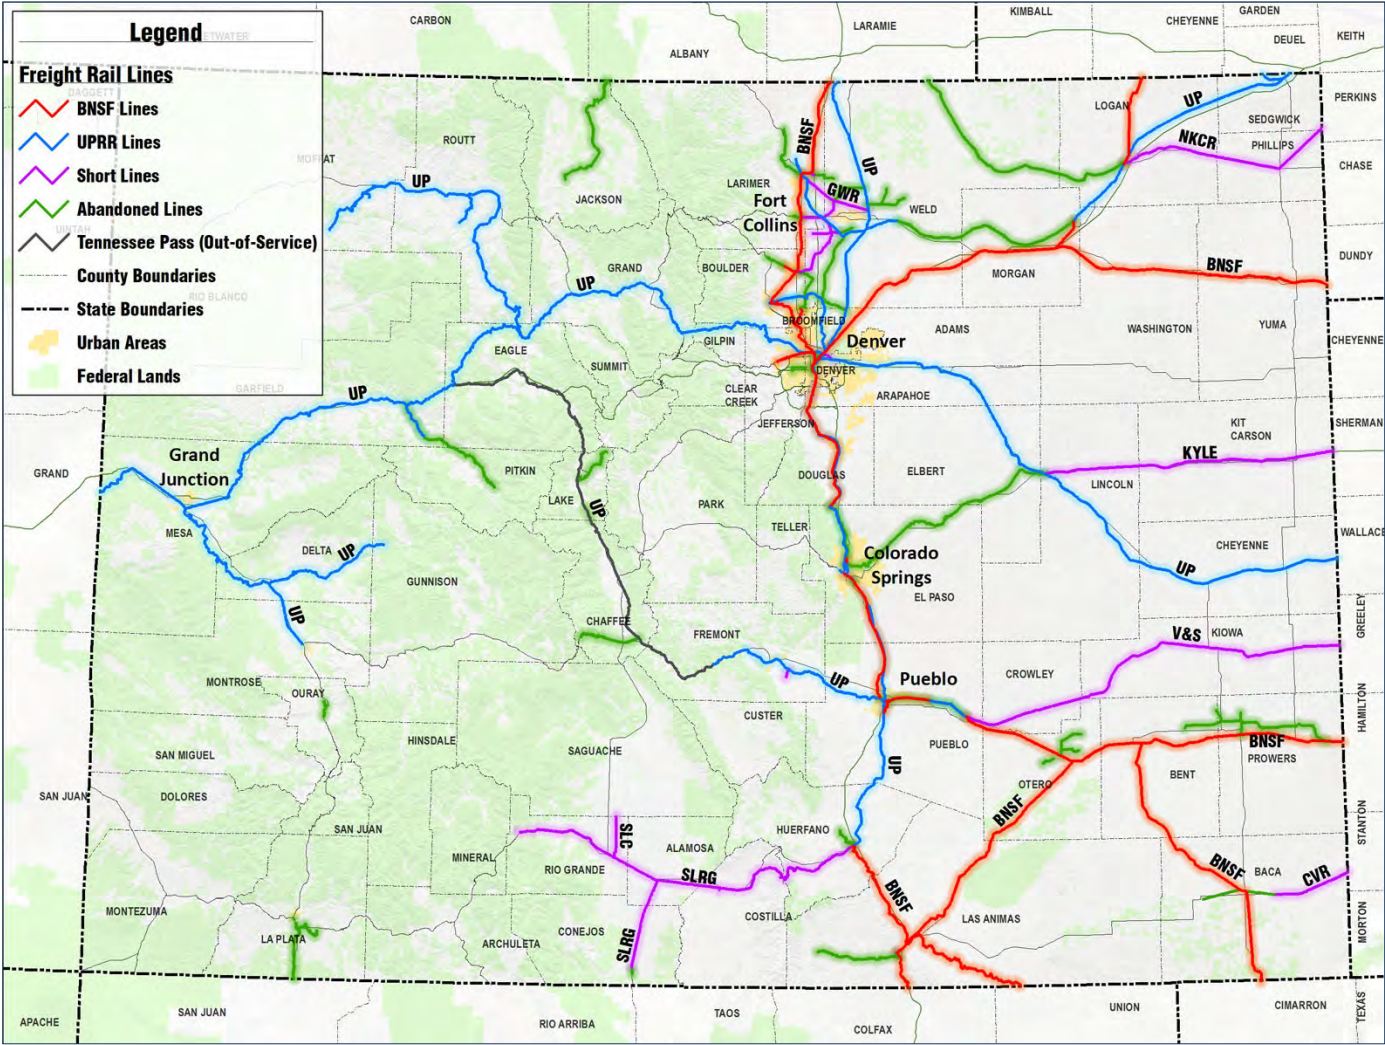 Legend
Freight Rail Lines
BNSF Lines
UPRR Lines
Short Lines
Abandoned Lines
Tennessee Pass (Out-of-Service)
County Boundaries
State Boundaries
Urban Areas
Federal Lands
CARBON
ALBANY
LARAMIE
KIMBALL
CHEYENNE
GARDEN
DEUEL
KEITH
PERKINS
CHASE
DUNDY
CHEYENNE
SHERMAN
WALLACE
GREELEY
HAMILTON
STANTON
MORTON
TEXAS
DAGGETT
MOFFAT
UINTAH
RIO BLANCO
GARFIELD
ROUTT
JACKSON
LARIMER
Fort
Collins
GWR
WELD
BNSF
UP
LOGAN
UP
SEDGWICK
PHILLIPS
NKCR
UP
GRAND
UP
BOULDER
MORGAN
BNSF
BROOMFIELD
ADAMS
WASHINGTON
YUMA
GILPIN
Denver
DENVER
EAGLE
SUMMIT
CLEAR
CREEK
ARAPAHOE
JEFFERSON
UP
KIT
CARSON
KYLE
Grand
Junction
GRAND
PITKIN
LAKE
UP
PARK
DOUGLAS
ELBERT
LINCOLN
MESA
TELLER
DELTA
UP
GUNNISON
Colorado
Springs
EL PASO
CHEYENNE
UP
UP
CHAFFEE
FREMONT
V&S
KIOWA
MONTROSE
OURAY
UP
Pueblo
CROWLEY
CUSTER
HINSDALE
SAGUACHE
PUEBLO
SAN MIGUEL
UP
OTERO
BENT
BNSF
PROWERS
SAN JUAN
DOLORES
SAN JUAN
BNSF
SLC
HUERFANO
MINERAL
ALAMOSA
RIO GRANDE
SLRG
BNSF
BNSF
BACA
CVR
MONTEZUMA
LA PLATA
ARCHULETA
CONEJOS
SLRG
COSTILLA
LAS ANIMAS
APACHE
SAN JUAN
RIO ARRIBA
TAOS
COLFAX
UNION
CIMARRON